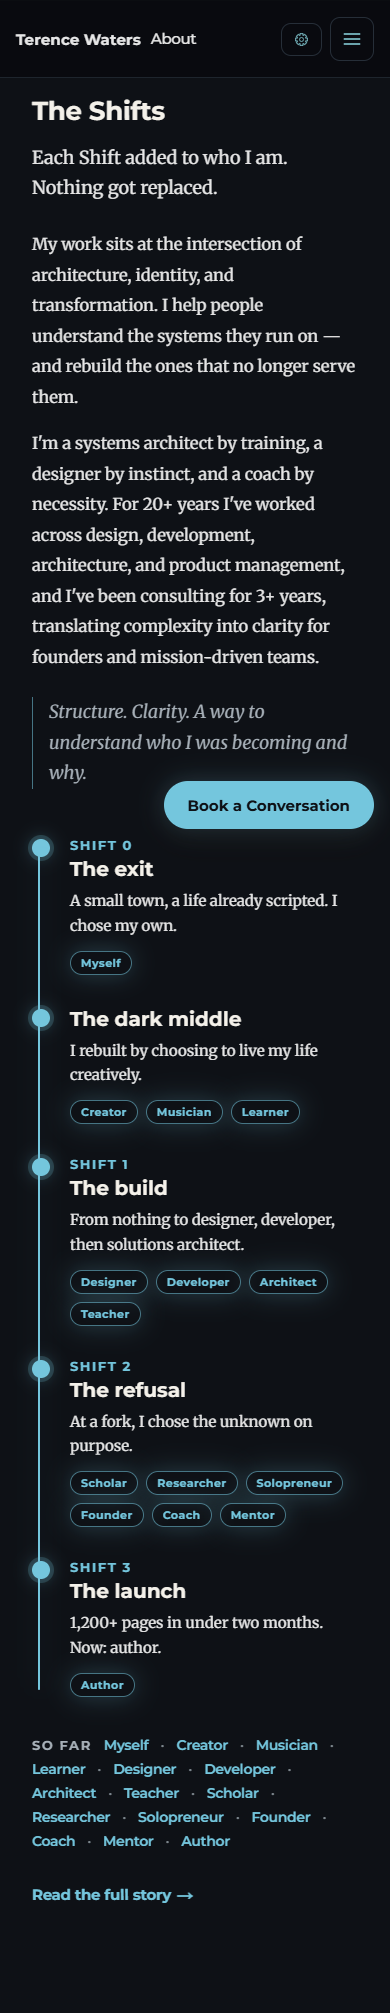 Terence Waters About
The Shifts
Each Shift added to who I am.
Nothing got replaced.
My work sits at the intersection of
architecture, identity, and
transformation. I help people
understand the systems they run on —
and rebuild the ones that no longer serve
them.
I'm a systems architect by training, a
designer by instinct, and a coach by
necessity. For 20+ years I've worked
across design, development,
architecture, and product management,
and I've been consulting for 3+ years,
translating complexity into clarity for
founders and mission-driven teams.
Structure. Clarity. A way to
understand who I was becoming and
why.
Book a Conversation
SHIFT 0
The exit
A small town, a life already scripted. I
chose my own.
Myself
The dark middle
I rebuilt by choosing to live my life
creatively.
Creator Musician Learner
SHIFT 1
The build
From nothing to designer, developer,
then solutions architect.
Designer Developer Architect
Teacher
SHIFT 2
The refusal
At a fork, I chose the unknown on
purpose.
Scholar Researcher Solopreneur
Founder Coach Mentor
SHIFT 3
The launch
1,200+ pages in under two months.
Now: author.
Author
SO FAR Myself · Creator · Musician ·
Learner · Designer · Developer ·
Architect · Teacher · Scholar ·
Researcher · Solopreneur · Founder ·
Coach · Mentor · Author
Read the full story →